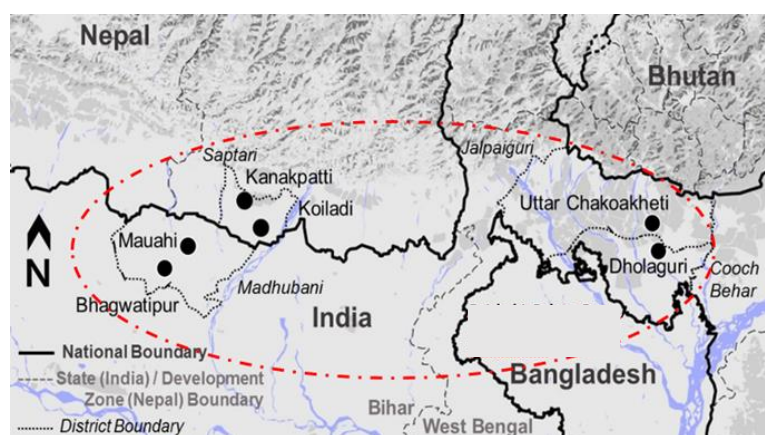 Nepal
Bhutan
Saptari
Jalpaiguri
Kanakpatti
Koiladi
Uttar Chakoakheti
Mauahi
N
Dholaguri
Cooch
Behar
Madhubani
Bhagwatipur
India
National Boundary
Bangladesh
State (India) / Development
Zone (Nepal) Boundary
Bihar
West Bengal
District Boundary